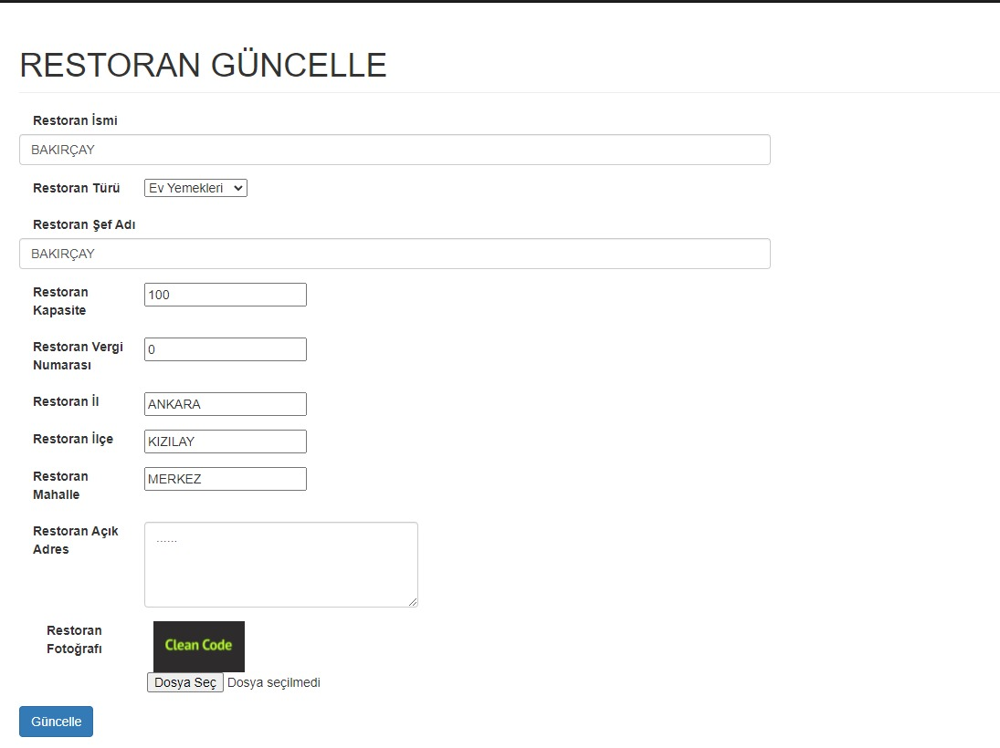 RESTORAN GÜNCELLE
Restoran İsmi
BAKIRÇAY
Restoran Türü
Ev Yemekleri
Restoran Şef Adı
BAKIRÇAY
Restoran
Kapasite
100
Restoran Vergi
Numarası
0
Restoran İl
ANKARA
Restoran İlçe
KIZILAY
Restoran
Mahalle
MERKEZ
Restoran Açık
Adres
......
Restoran
Fotoğrafı
Clean Code
Dosya Seç Dosya seçilmedi
Güncelle